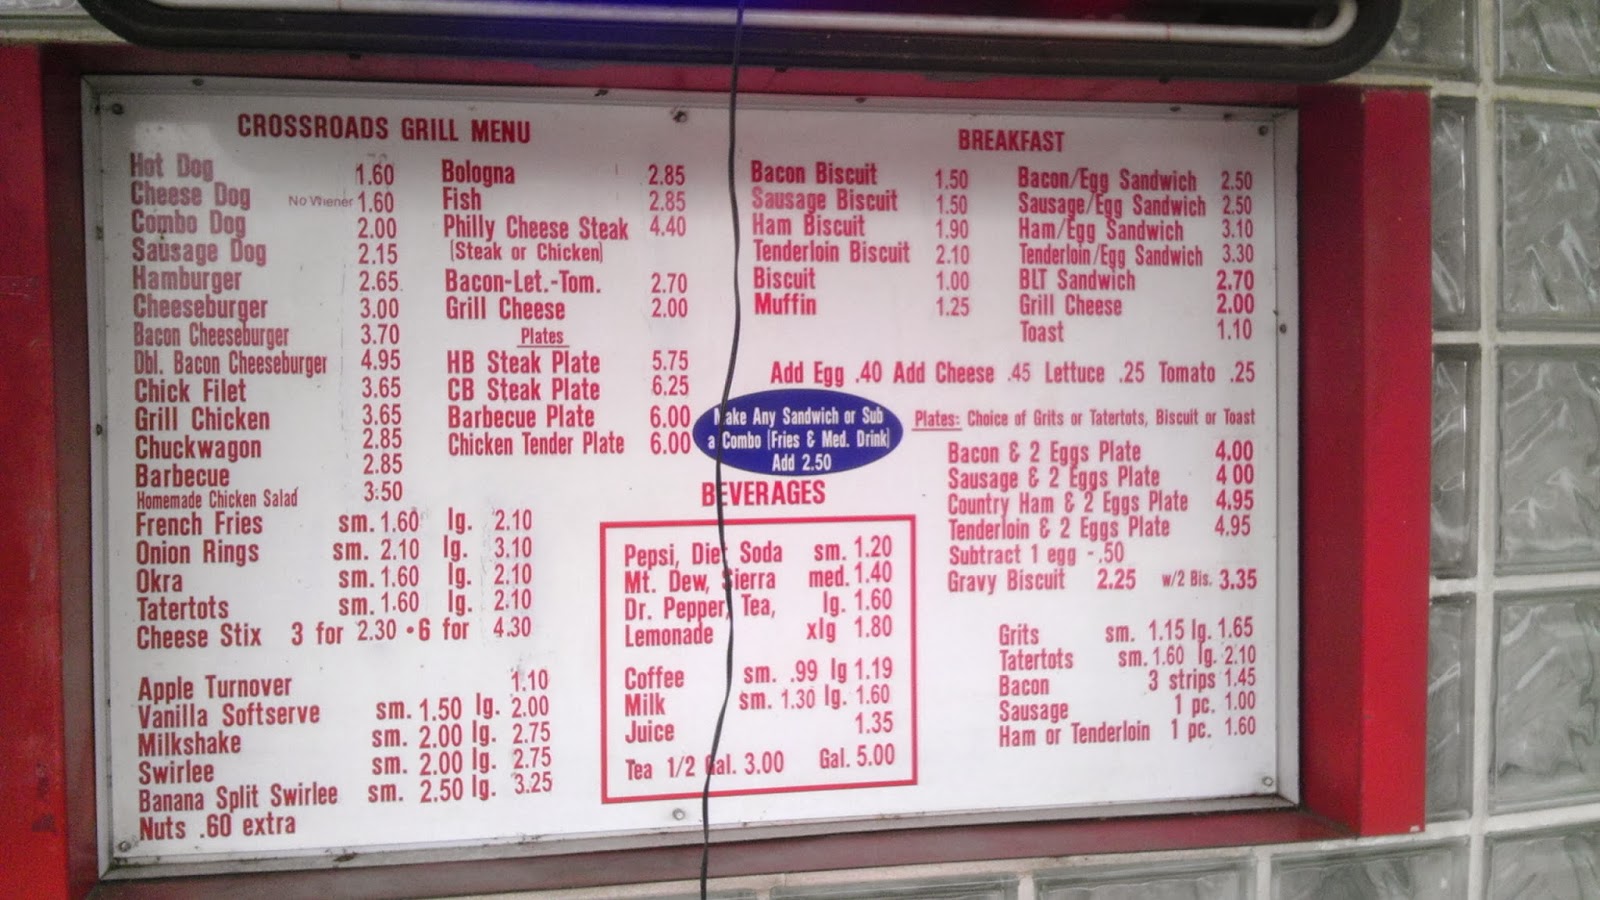 CROSSROADS GRILL MENU
Hot Dog 1.60
Cheese Dog No Wiener 1.60
Combo Dog 2.00
Sausage Dog 2.15
Hamburger 2.65
Cheeseburger 3.00
Bacon Cheeseburger 3.70
Dbl. Bacon Cheeseburger 4.95
Chick Filet 3.65
Grill Chicken 3.65
Chuckwagon 2.85
Barbecue 2.85
Homemade Chicken Salad 3.50
French Fries sm. 1.60 lg. 2.10
Onion Rings sm. 2.10 lg. 3.10
Okra sm. 1.60 lg. 2.10
Tatertots sm. 1.60 lg. 2.10
Cheese Stix 3 for 2.30 • 6 for 4.30
Apple Turnover 1.10
Vanilla Softserve sm. 1.50 lg. 2.00
Milkshake sm. 2.00 lg. 2.75
Swirlee sm. 2.00 lg. 2.75
Banana Split Swirlee sm. 2.50 lg. 3.25
Nuts .60 extra
Bologna 2.85
Fish 2.85
Philly Cheese Steak 4.40
(Steak or Chicken)
Bacon-Let.-Tom. 2.70
Grill Cheese 2.00
Plates
HB Steak Plate 5.75
CB Steak Plate 6.25
Barbecue Plate 6.00
Chicken Tender Plate 6.00
Make Any Sandwich or Sub
a Combo (Fries & Med. Drink)
Add 2.50
BEVERAGES
Pepsi, Diet Soda sm. 1.20
Mt. Dew, Sierra med. 1.40
Dr. Pepper, Tea, lg. 1.60
Lemonade xlg 1.80
Coffee sm. .99 lg 1.19
Milk sm. 1.30 lg. 1.60
Juice 1.35
Tea 1/2 Gal. 3.00 Gal. 5.00
BREAKFAST
Bacon Biscuit 1.50
Sausage Biscuit 1.50
Ham Biscuit 1.90
Tenderloin Biscuit 2.10
Biscuit 1.00
Muffin 1.25
Bacon/Egg Sandwich 2.50
Sausage/Egg Sandwich 2.50
Ham/Egg Sandwich 3.10
Tenderloin/Egg Sandwich 3.30
BLT Sandwich 2.70
Grill Cheese 2.00
Toast 1.10
Add Egg .40 Add Cheese .45 Lettuce .25 Tomato .25
Plates: Choice of Grits or Tatertots, Biscuit or Toast
Bacon & 2 Eggs Plate 4.00
Sausage & 2 Eggs Plate 4 00
Country Ham & 2 Eggs Plate 4.95
Tenderloin & 2 Eggs Plate 4.95
Subtract 1 egg - .50
Gravy Biscuit 2.25 w/2 Bis. 3.35
Grits sm. 1.15 lg. 1.65
Tatertots sm. 1.60 lg. 2.10
Bacon 3 strips 1.45
Sausage 1 pc. 1.00
Ham or Tenderloin 1 pc. 1.60